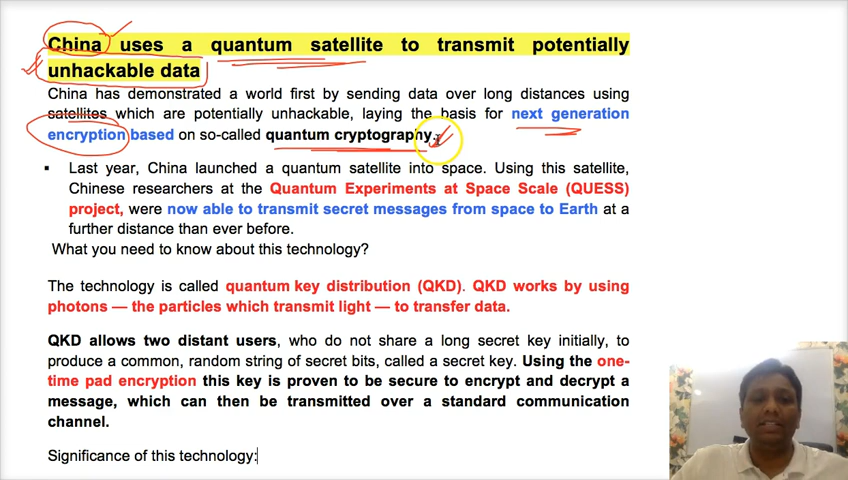 China uses a quantum satellite to transmit potentially
unhackable data
China has demonstrated a world first by sending data over long distances using
satellites which are potentially unhackable, laying the basis for next generation
encryption based on so-called quantum cryptography.
▪ Last year, China launched a quantum satellite into space. Using this satellite,
Chinese researchers at the Quantum Experiments at Space Scale (QUESS)
project, were now able to transmit secret messages from space to Earth at a
further distance than ever before.
What you need to know about this technology?
The technology is called quantum key distribution (QKD). QKD works by using
photons — the particles which transmit light — to transfer data.
QKD allows two distant users, who do not share a long secret key initially, to
produce a common, random string of secret bits, called a secret key. Using the one-
time pad encryption this key is proven to be secure to encrypt and decrypt a
message, which can then be transmitted over a standard communication
channel.
Significance of this technology: